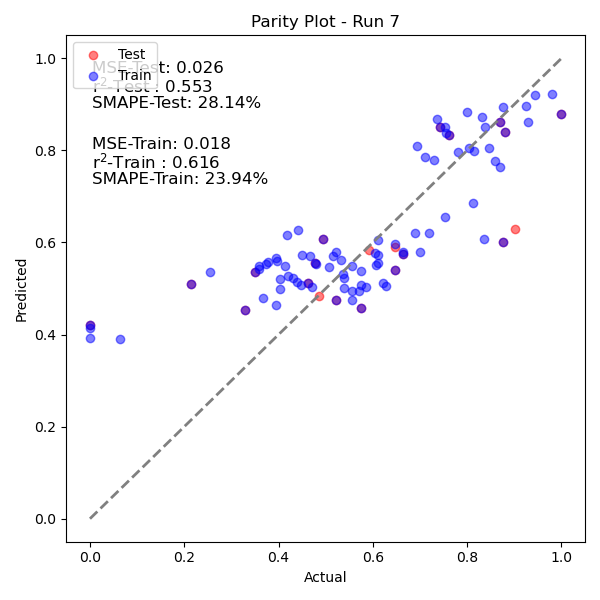 Parity Plot - Run 7
Test
Train
MSE-Test: 0.026
r²-Test : 0.553
SMAPE-Test: 28.14%
MSE-Train: 0.018
r²-Train : 0.616
SMAPE-Train: 23.94%
1.0
0.8
0.6
0.4
0.2
0.0
Predicted
0.0 0.2 0.4 0.6 0.8 1.0
Actual